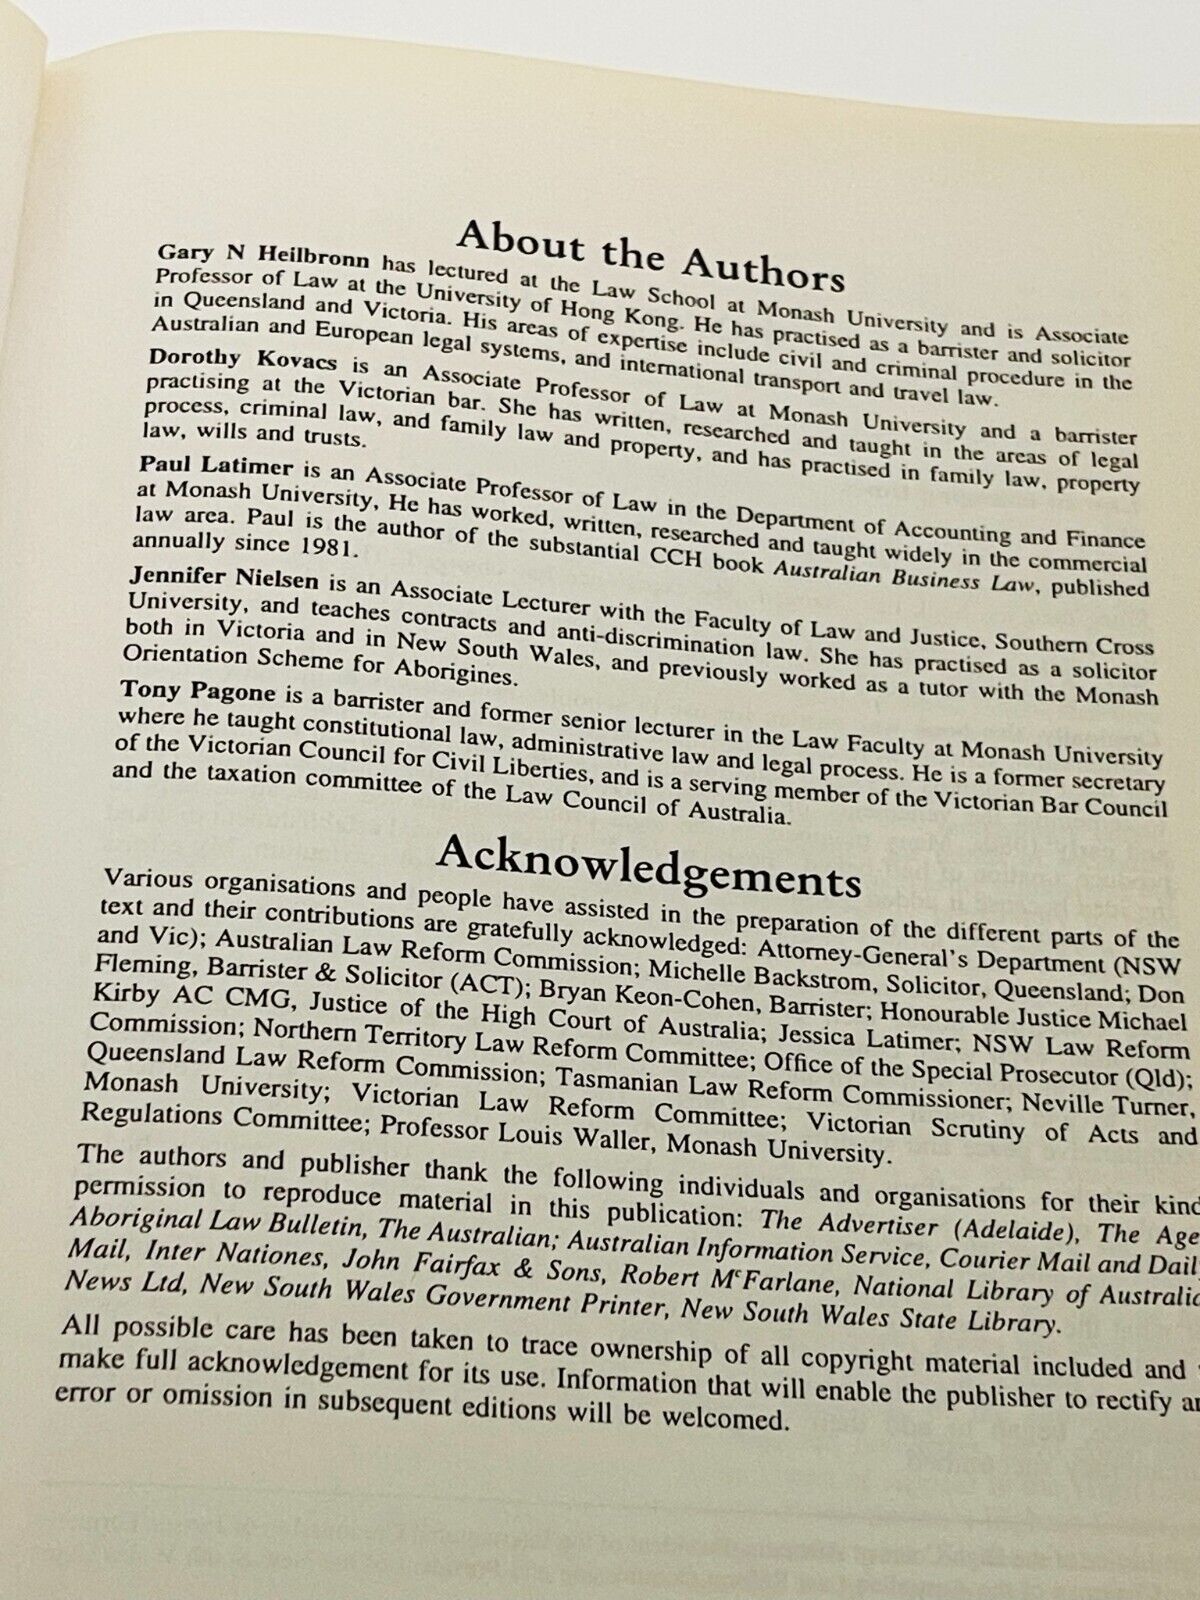 About the Authors
Gary N Heilbronn has lectured at the Law School at Monash University and is Associate
Professor of Law at the University of Hong Kong. He has practised as a barrister and solicitor
in Queensland and Victoria. His areas of expertise include civil and criminal procedure in the
Australian and European legal systems, and international transport and travel law.
Dorothy Kovacs is an Associate Professor of Law at Monash University and a barrister
practising at the Victorian bar. She has written, researched and taught in the areas of legal
process, criminal law, and family law and property, and has practised in family law, property
law, wills and trusts.
Paul Latimer is an Associate Professor of Law in the Department of Accounting and Finance
at Monash University, He has worked, written, researched and taught widely in the commercial
law area. Paul is the author of the substantial CCH book Australian Business Law, published
annually since 1981.
Jennifer Nielsen is an Associate Lecturer with the Faculty of Law and Justice, Southern Cross
University, and teaches contracts and anti-discrimination law. She has practised as a solicitor
both in Victoria and in New South Wales, and previously worked as a tutor with the Monash
Orientation Scheme for Aborigines.
Tony Pagone is a barrister and former senior lecturer in the Law Faculty at Monash University
where he taught constitutional law, administrative law and legal process. He is a former secretary
of the Victorian Council for Civil Liberties, and is a serving member of the Victorian Bar Council
and the taxation committee of the Law Council of Australia.
Acknowledgements
Various organisations and people have assisted in the preparation of the different parts of the
text and their contributions are gratefully acknowledged: Attorney-General's Department (NSW
and Vic); Australian Law Reform Commission; Michelle Backstrom, Solicitor, Queensland; Don
Fleming, Barrister & Solicitor (ACT); Bryan Keon-Cohen, Barrister; Honourable Justice Michael
Kirby AC CMG, Justice of the High Court of Australia; Jessica Latimer; NSW Law Reform
Commission; Northern Territory Law Reform Committee; Office of the Special Prosecutor (Qld);
Queensland Law Reform Commission; Tasmanian Law Reform Commissioner; Neville Turner,
Monash University; Victorian Law Reform Committee; Victorian Scrutiny of Acts and
Regulations Committee; Professor Louis Waller, Monash University.
The authors and publisher thank the following individuals and organisations for their kind
permission to reproduce material in this publication: The Advertiser (Adelaide), The Age
Aboriginal Law Bulletin, The Australian; Australian Information Service, Courier Mail and Dail
Mail, Inter Nationes, John Fairfax & Sons, Robert McFarlane, National Library of Australia
News Ltd, New South Wales Government Printer, New South Wales State Library.
All possible care has been taken to trace ownership of all copyright material included and
make full acknowledgement for its use. Information that will enable the publisher to rectify
error or omission in subsequent editions will be welcomed.